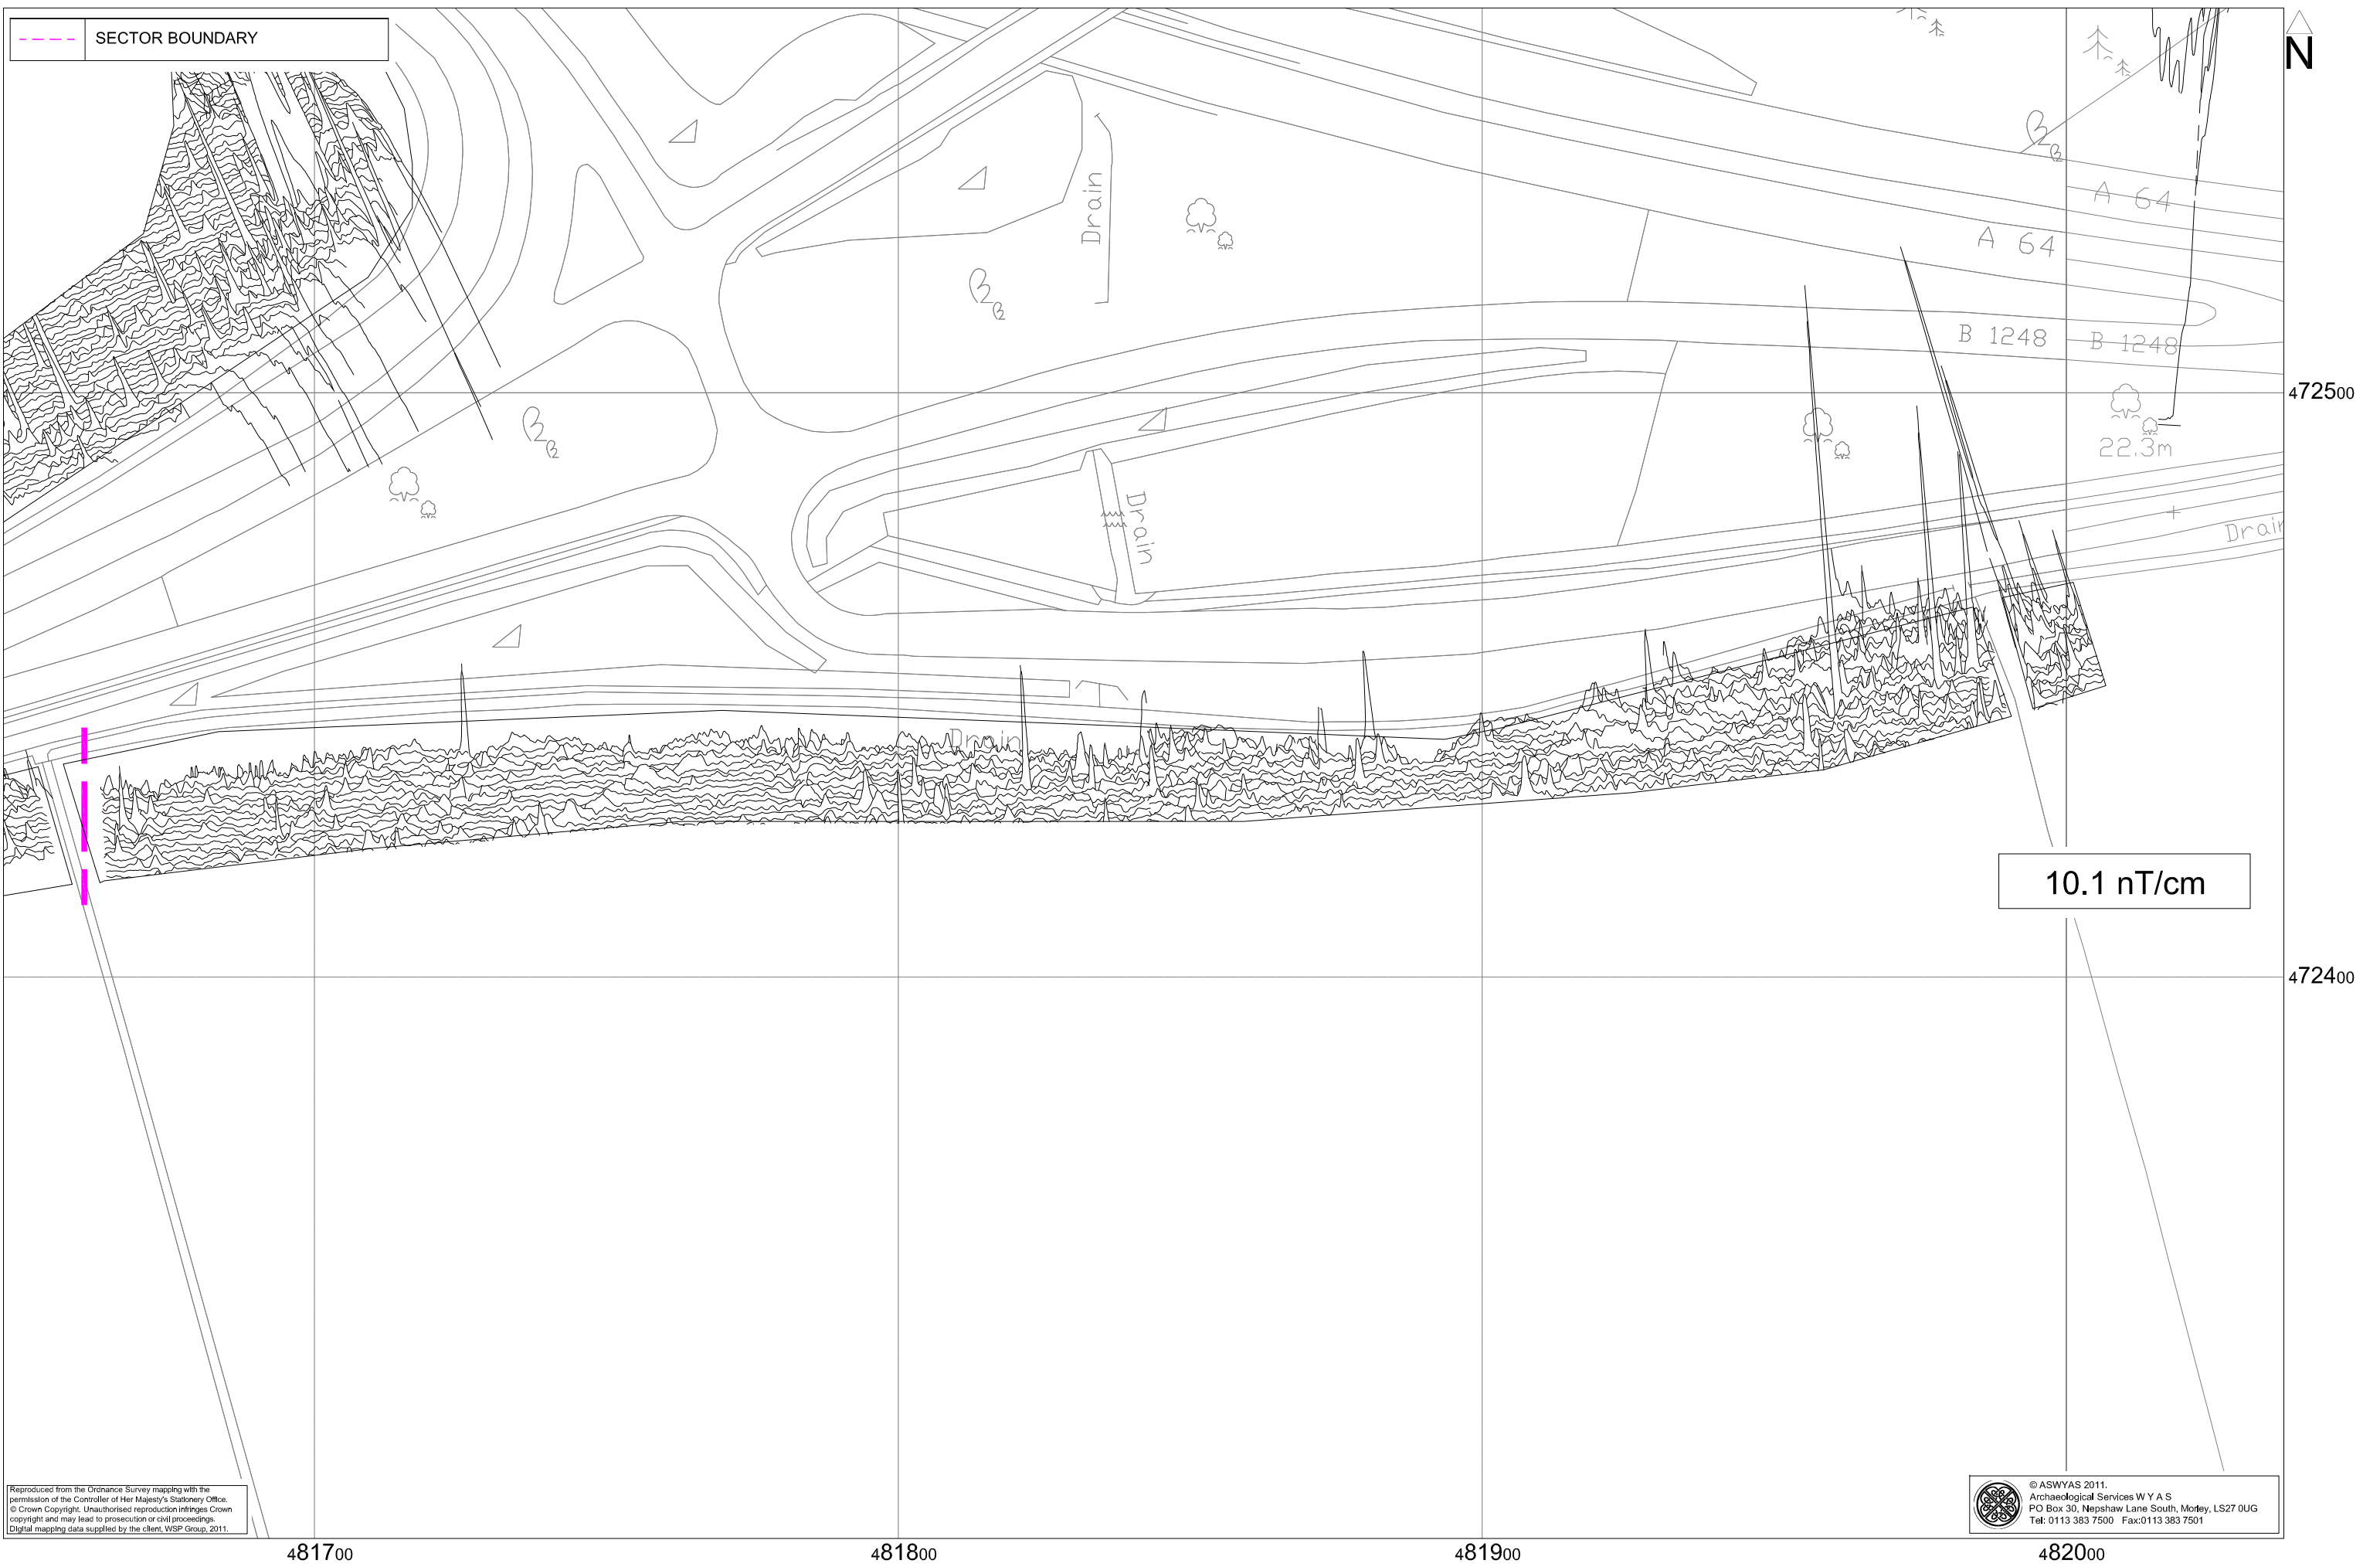 SECTOR BOUNDARY
N
Drain
A 64
A 64
B 1248
B 1248
472500
22.3m
Drain
Drain
Drain
10.1 nT/cm
472400
Reproduced from the Ordnance Survey mapping with the
permission of the Controller of Her Majesty's Stationery Office.
© Crown Copyright. Unauthorised reproduction infringes Crown
copyright and may lead to prosecution or civil proceedings.
Digital mapping data supplied by the client, WSP Group, 2011.
© ASWYAS 2011.
Archaeological Services W Y A S
PO Box 30, Nepshaw Lane South, Morley, LS27 0UG
Tel: 0113 383 7500 Fax:0113 383 7501
481700
481800
481900
482000